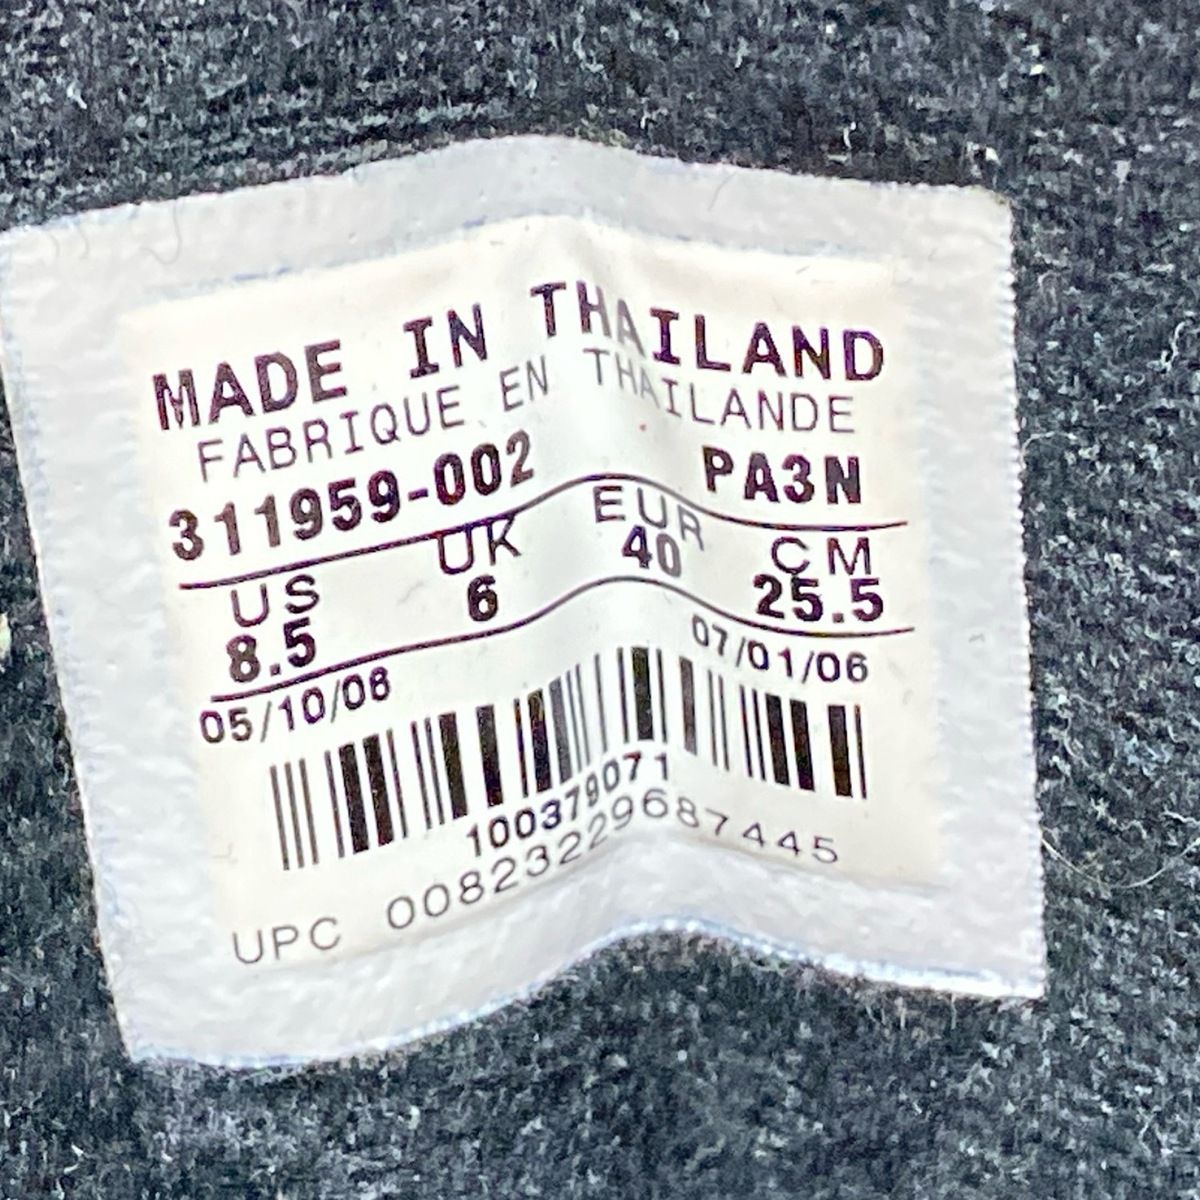 MADE IN THAILAND
FABRIQUE EN THAILANDE
311959-002 PA3N
US UK EUR CM
8.5 6 40 25.5
05/10/06 07/01/06
100379071
UPC 00823229687445